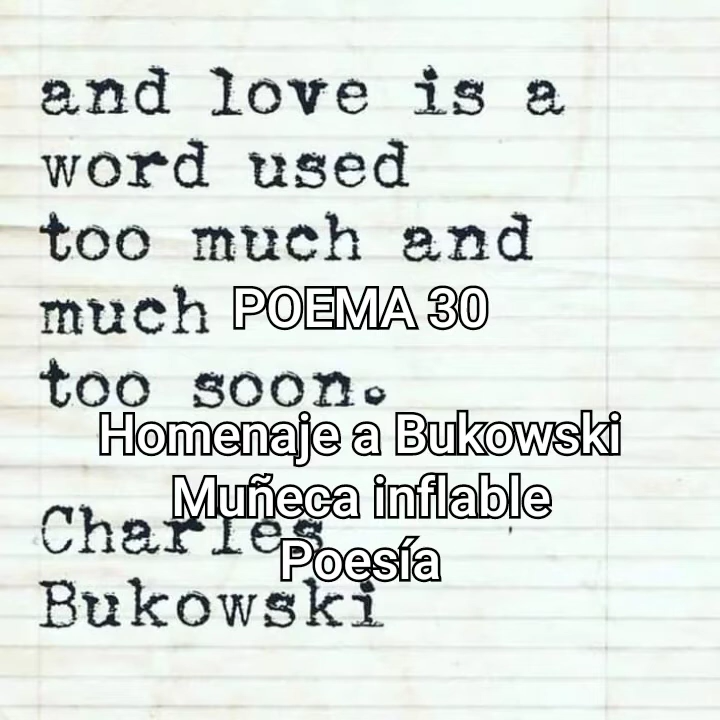 and love is a
word used
too much and
much
POEMA 30
too soon.
Homenaje a Bukowski
Muñeca inflable
Charles
Poesía
Bukowski